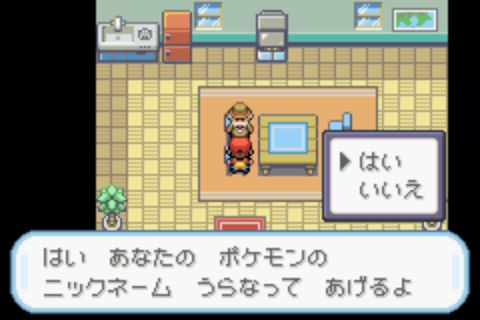 はい
いいえ
はい　あなたの　ポケモンの
ニックネーム　うらなって　あげるよ